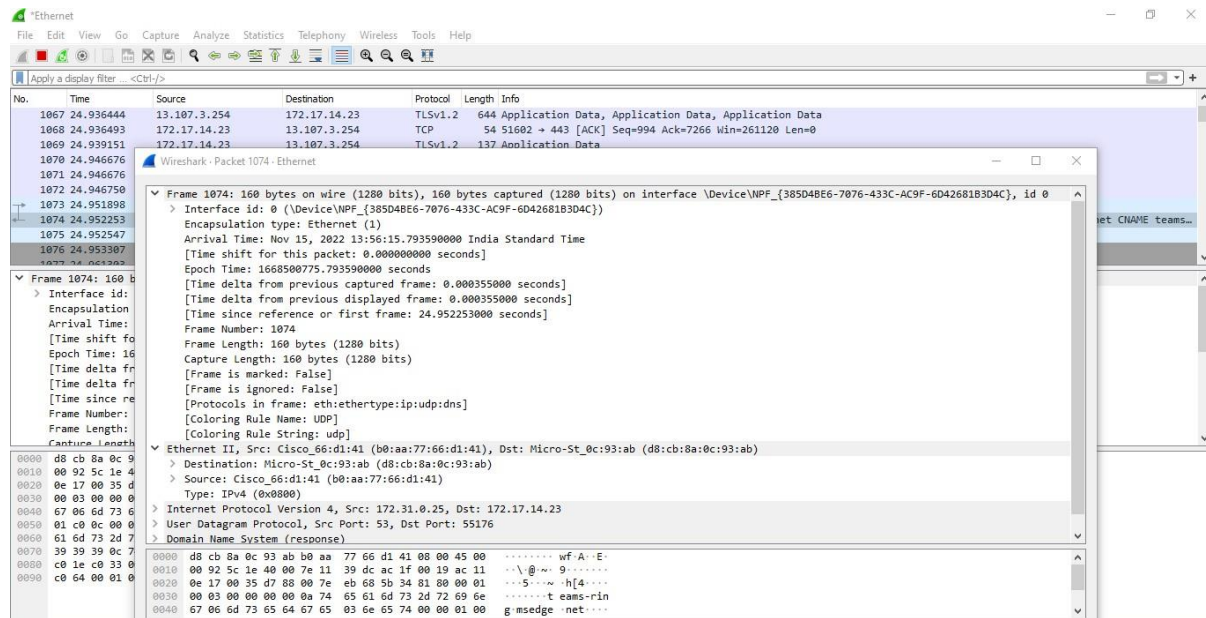 *Ethernet
File Edit View Go Capture Analyze Statistics Telephony Wireless Tools Help
Apply a display filter ... <Ctrl-/>
No. Time Source Destination Protocol Length Info
1067 24.936444 13.107.3.254 172.17.14.23 TLSv1.2 644 Application Data, Application Data, Application Data
1068 24.936493 172.17.14.23 13.107.3.254 TCP 54 51602 → 443 [ACK] Seq=994 Ack=7266 Win=261120 Len=0
1069 24.939151 172.17.14.23 13.107.3.254 TLSv1.2 137 Application Data
1070 24.946676
1071 24.946676
1072 24.946750
1073 24.951898
1074 24.952253 net CNAME teams…
1075 24.952547
1076 24.953307
Wireshark · Packet 1074 · Ethernet
Frame 1074: 160 bytes on wire (1280 bits), 160 bytes captured (1280 bits) on interface \Device\NPF_{385D4BE6-7076-433C-AC9F-6D42681B3D4C}, id 0
Interface id: 0 (\Device\NPF_{385D4BE6-7076-433C-AC9F-6D42681B3D4C})
Encapsulation type: Ethernet (1)
Arrival Time: Nov 15, 2022 13:56:15.793590000 India Standard Time
[Time shift for this packet: 0.000000000 seconds]
Epoch Time: 1668500775.793590000 seconds
[Time delta from previous captured frame: 0.000355000 seconds]
[Time delta from previous displayed frame: 0.000355000 seconds]
[Time since reference or first frame: 24.952253000 seconds]
Frame Number: 1074
Frame Length: 160 bytes (1280 bits)
Capture Length: 160 bytes (1280 bits)
[Frame is marked: False]
[Frame is ignored: False]
[Protocols in frame: eth:ethertype:ip:udp:dns]
[Coloring Rule Name: UDP]
[Coloring Rule String: udp]
Ethernet II, Src: Cisco_66:d1:41 (b0:aa:77:66:d1:41), Dst: Micro-St_0c:93:ab (d8:cb:8a:0c:93:ab)
Destination: Micro-St_0c:93:ab (d8:cb:8a:0c:93:ab)
Source: Cisco_66:d1:41 (b0:aa:77:66:d1:41)
Type: IPv4 (0x0800)
Internet Protocol Version 4, Src: 172.31.0.25, Dst: 172.17.14.23
User Datagram Protocol, Src Port: 53, Dst Port: 55176
Domain Name System (response)
0000 d8 cb 8a 0c 93 ab b0 aa 77 66 d1 41 08 00 45 00 ········ wf·A··E·
0010 00 92 5c 1e 40 00 7e 11 39 dc ac 1f 00 19 ac 11 ··\·@·~· 9·······
0020 0e 17 00 35 d7 88 00 7e eb 68 5b 34 81 80 00 01 ···5···~ ·h[4····
0030 00 03 00 00 00 00 0a 74 65 61 6d 73 2d 72 69 6e ·······t eams-rin
0040 67 06 6d 73 65 64 67 65 03 6e 65 74 00 00 01 00 g·msedge ·net····
Frame 1074: 160 b
Interface id:
Encapsulation
Arrival Time:
[Time shift fo
Epoch Time: 16
[Time delta fr
[Time delta fr
[Time since re
Frame Number:
Frame Length:
Capture Length
0000 d8 cb 8a 0c 9
0010 00 92 5c 1e 4
0020 0e 17 00 35 d
0030 00 03 00 00 0
0040 67 06 6d 73 6
0050 01 c0 0c 00 0
0060 61 6d 73 2d 7
0070 39 39 39 0c 7
0080 c0 1e c0 33 0
0090 c0 64 00 01 0